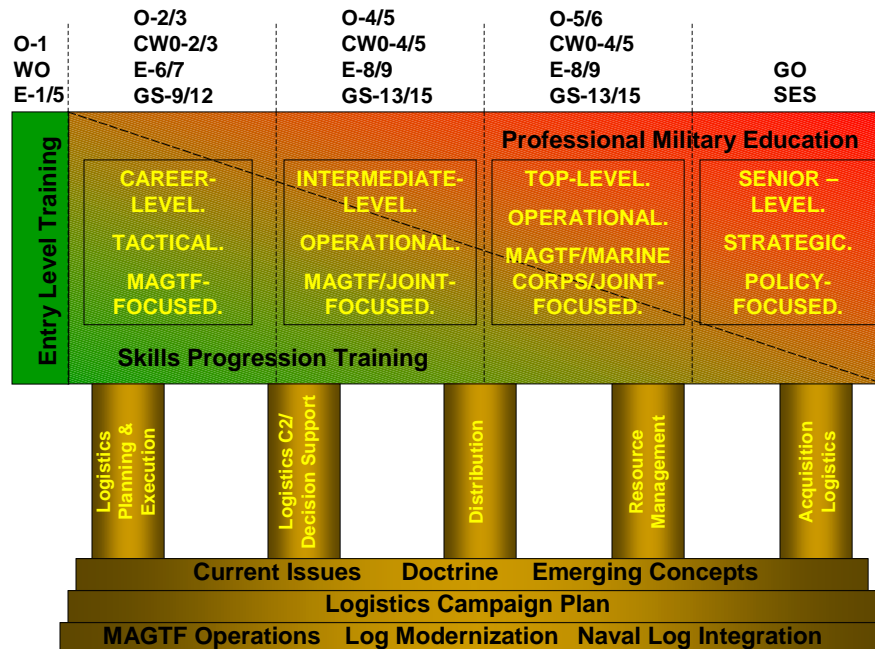 O-1
WO
E-1/5
O-2/3
CW0-2/3
E-6/7
GS-9/12
O-4/5
CW0-4/5
E-8/9
GS-13/15
O-5/6
CW0-4/5
E-8/9
GS-13/15
GO
SES
Entry Level Training
Professional Military Education
CAREER-
LEVEL.
TACTICAL.
MAGTF-
FOCUSED.
INTERMEDIATE-
LEVEL.
OPERATIONAL.
MAGTF/JOINT-
FOCUSED.
TOP-LEVEL.
OPERATIONAL.
MAGTF/MARINE
CORPS/JOINT-
FOCUSED.
SENIOR –
LEVEL.
STRATEGIC.
POLICY-
FOCUSED.
Skills Progression Training
Logistics
Planning &
Execution
Logistics C2/
Decision Support
Distribution
Resource
Management
Acquisition
Logistics
Current Issues Doctrine Emerging Concepts
Logistics Campaign Plan
MAGTF Operations Log Modernization Naval Log Integration